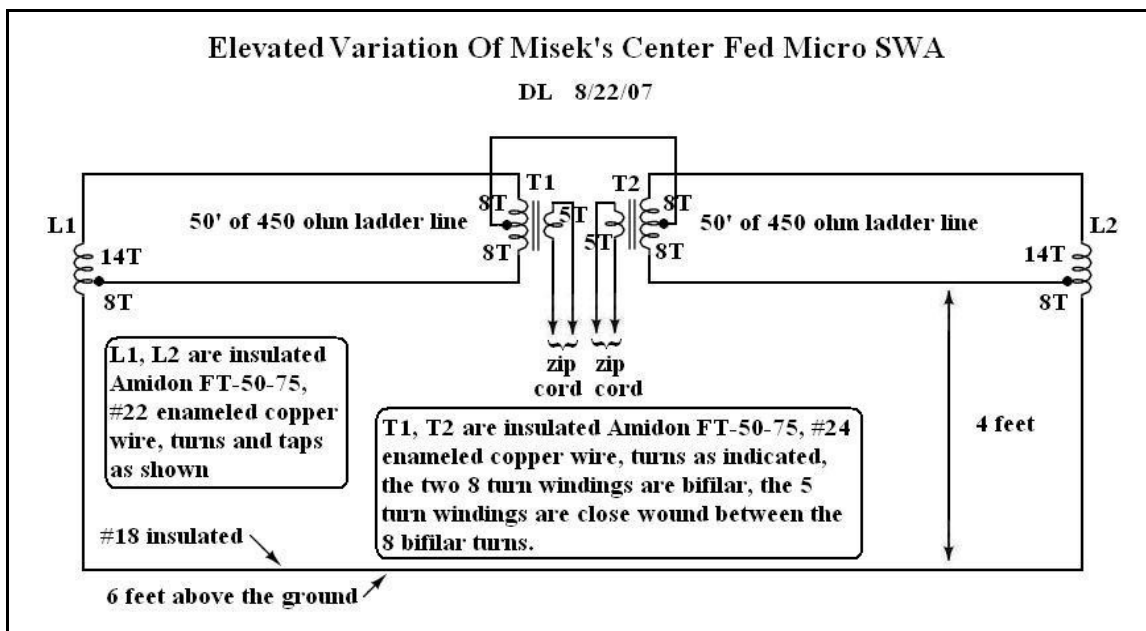 Elevated Variation Of Misek's Center Fed Micro SWA
DL 8/22/07
T1
T2
8T
8T
5T
5T
8T
8T
L1
50' of 450 ohm ladder line
50' of 450 ohm ladder line
L2
14T
8T
14T
8T
zip
cord
zip
cord
L1, L2 are insulated
Amidon FT-50-75,
#22 enameled copper
wire, turns and taps
as shown
T1, T2 are insulated Amidon FT-50-75, #24
enameled copper wire, turns as indicated,
the two 8 turn windings are bifilar, the 5
turn windings are close wound between the
8 bifilar turns.
4 feet
#18 insulated
6 feet above the ground